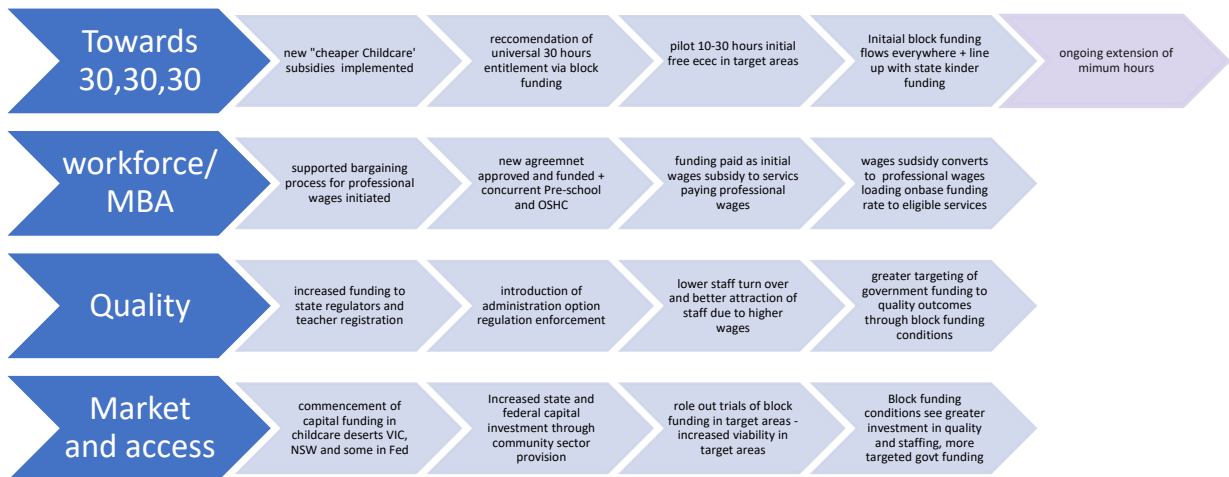 Towards
30,30,30
new "cheaper Childcare'
subsidies implemented
reccomendation of
universal 30 hours
entitlement via block
funding
pilot 10-30 hours initial
free ecec in target areas
Initaial block funding
flows everywhere + line
up with state kinder
funding
ongoing extension of
mimum hours
workforce/
MBA
supported bargaining
process for professional
wages initiated
new agreemnet
approved and funded +
concurrent Pre-school
and OSHC
funding paid as initial
wages subsidy to servics
paying professional
wages
wages sudsidy converts
to professional wages
loading onbase funding
rate to eligible services
Quality
increased funding to
state regulators and
teacher registration
introduction of
administration option
regulation enforcement
lower staff turn over
and better attraction of
staff due to higher
wages
greater targeting of
government funding to
quality outcomes
through block funding
conditions
Market
and access
commencement of
capital funding in
childcare deserts VIC,
NSW and some in Fed
Increased state and
federal capital
investment through
community sector
provision
role out trials of block
funding in target areas -
increased viability in
target areas
Block funding
conditions see greater
investment in quality
and staffing, more
targeted govt funding